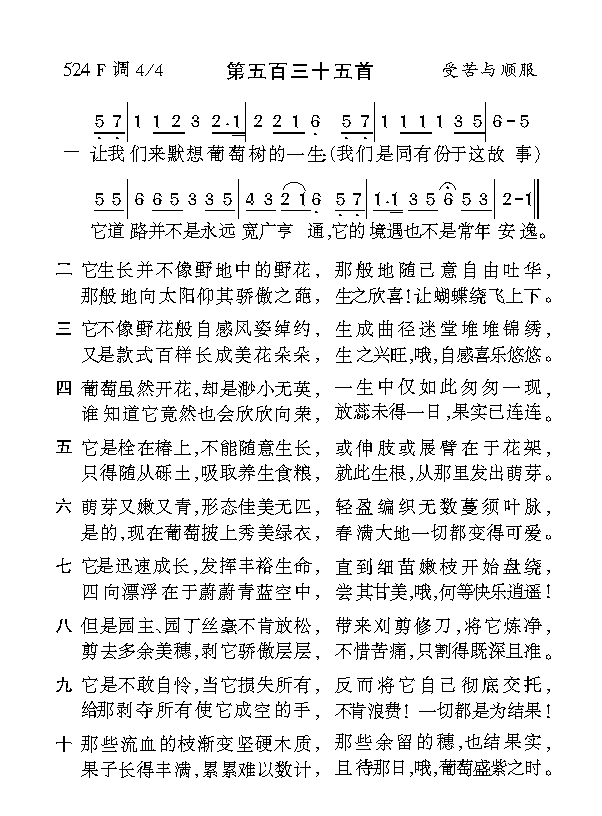 524 F 调 4/4 第五百三十五首 受苦与顺服
5 7 | 1 1 2 3 2·1 | 2 2 1 6 5 7 | 1 1 1 1 3 5 | 6 - 5
一 让我们来默想葡萄树的一生;(我们是同有份于这故事)
5 5 | 6 6 5 3 3 5 | 4 3 2 1 6 5 7 | 1·1 3 5 6 5 3 | 2 - 1 ‖
它道路并不是永远宽广亨 通,它的境遇也不是常年安逸。
二 它生长并不像野地中的野花, 那般地随己意自由吐华,
那般地向太阳仰其骄傲之葩, 生之欣喜!让蝴蝶绕飞上下。
三 它不像野花般自感风姿绰约, 生成曲径迷堂堆堆锦绣,
又是款式百样长成美花朵朵, 生之兴旺,哦,自感喜乐悠悠。
四 葡萄虽然开花,却是渺小无英, 一生中仅如此匆匆一现,
谁知道它竟然也会欣欣向荣, 放蕊未得一日,果实已连连。
五 它是栓在椿上,不能随意生长, 或伸肢或展臂在于花架,
只得随从砾土,吸取养生食粮, 就此生根,从那里发出萌芽。
六 萌芽又嫩又青,形态佳美无匹, 轻盈编织无数蔓须叶脉,
是的,现在葡萄披上秀美绿衣, 春满大地一切都变得可爱。
七 它是迅速成长,发挥丰裕生命, 直到细苗嫩枝开始盘绕,
四向漂浮在于蔚蔚青蓝空中, 尝其甘美,哦,何等快乐逍遥!
八 但是园主、园丁丝毫不肯放松, 带来刈剪修刀,将它炼净,
剪去多余美穗,剥它骄傲层层, 不惜苦痛,只割得既深且准。
九 它是不敢自怜,当它损失所有, 反而将它自己彻底交托,
给那剥夺所有使它成空的手, 不肯浪费!一切都是为结果!
十 那些流血的枝渐变坚硬木质, 那些余留的穗,也结果实,
果子长得丰满,累累难以数计, 且待那日,哦,葡萄盛紫之时。